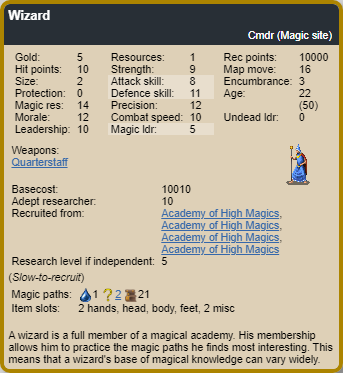 Wizard
Cmdr (Magic site)
Gold: 5 Resources: 1 Rec points: 10000
Hit points: 10 Strength: 9 Map move: 16
Size: 2 Attack skill: 8 Encumbrance: 3
Protection: 0 Defence skill: 11 Age: 22
Magic res: 14 Precision: 12 (50)
Morale: 12 Combat speed: 10 Undead ldr: 0
Leadership: 10 Magic ldr: 5
Weapons:
Quarterstaff
Basecost: 10010
Adept researcher: 10
Recruited from: Academy of High Magics,
Academy of High Magics,
Academy of High Magics,
Academy of High Magics
Research level if independent: 5
(Slow-to-recruit)
Magic paths: 1 ? 2 21
Item slots: 2 hands, head, body, feet, 2 misc
A wizard is a full member of a magical academy. His membership
allows him to practice the magic paths he finds most interesting. This
means that a wizard's base of magical knowledge can vary widely.